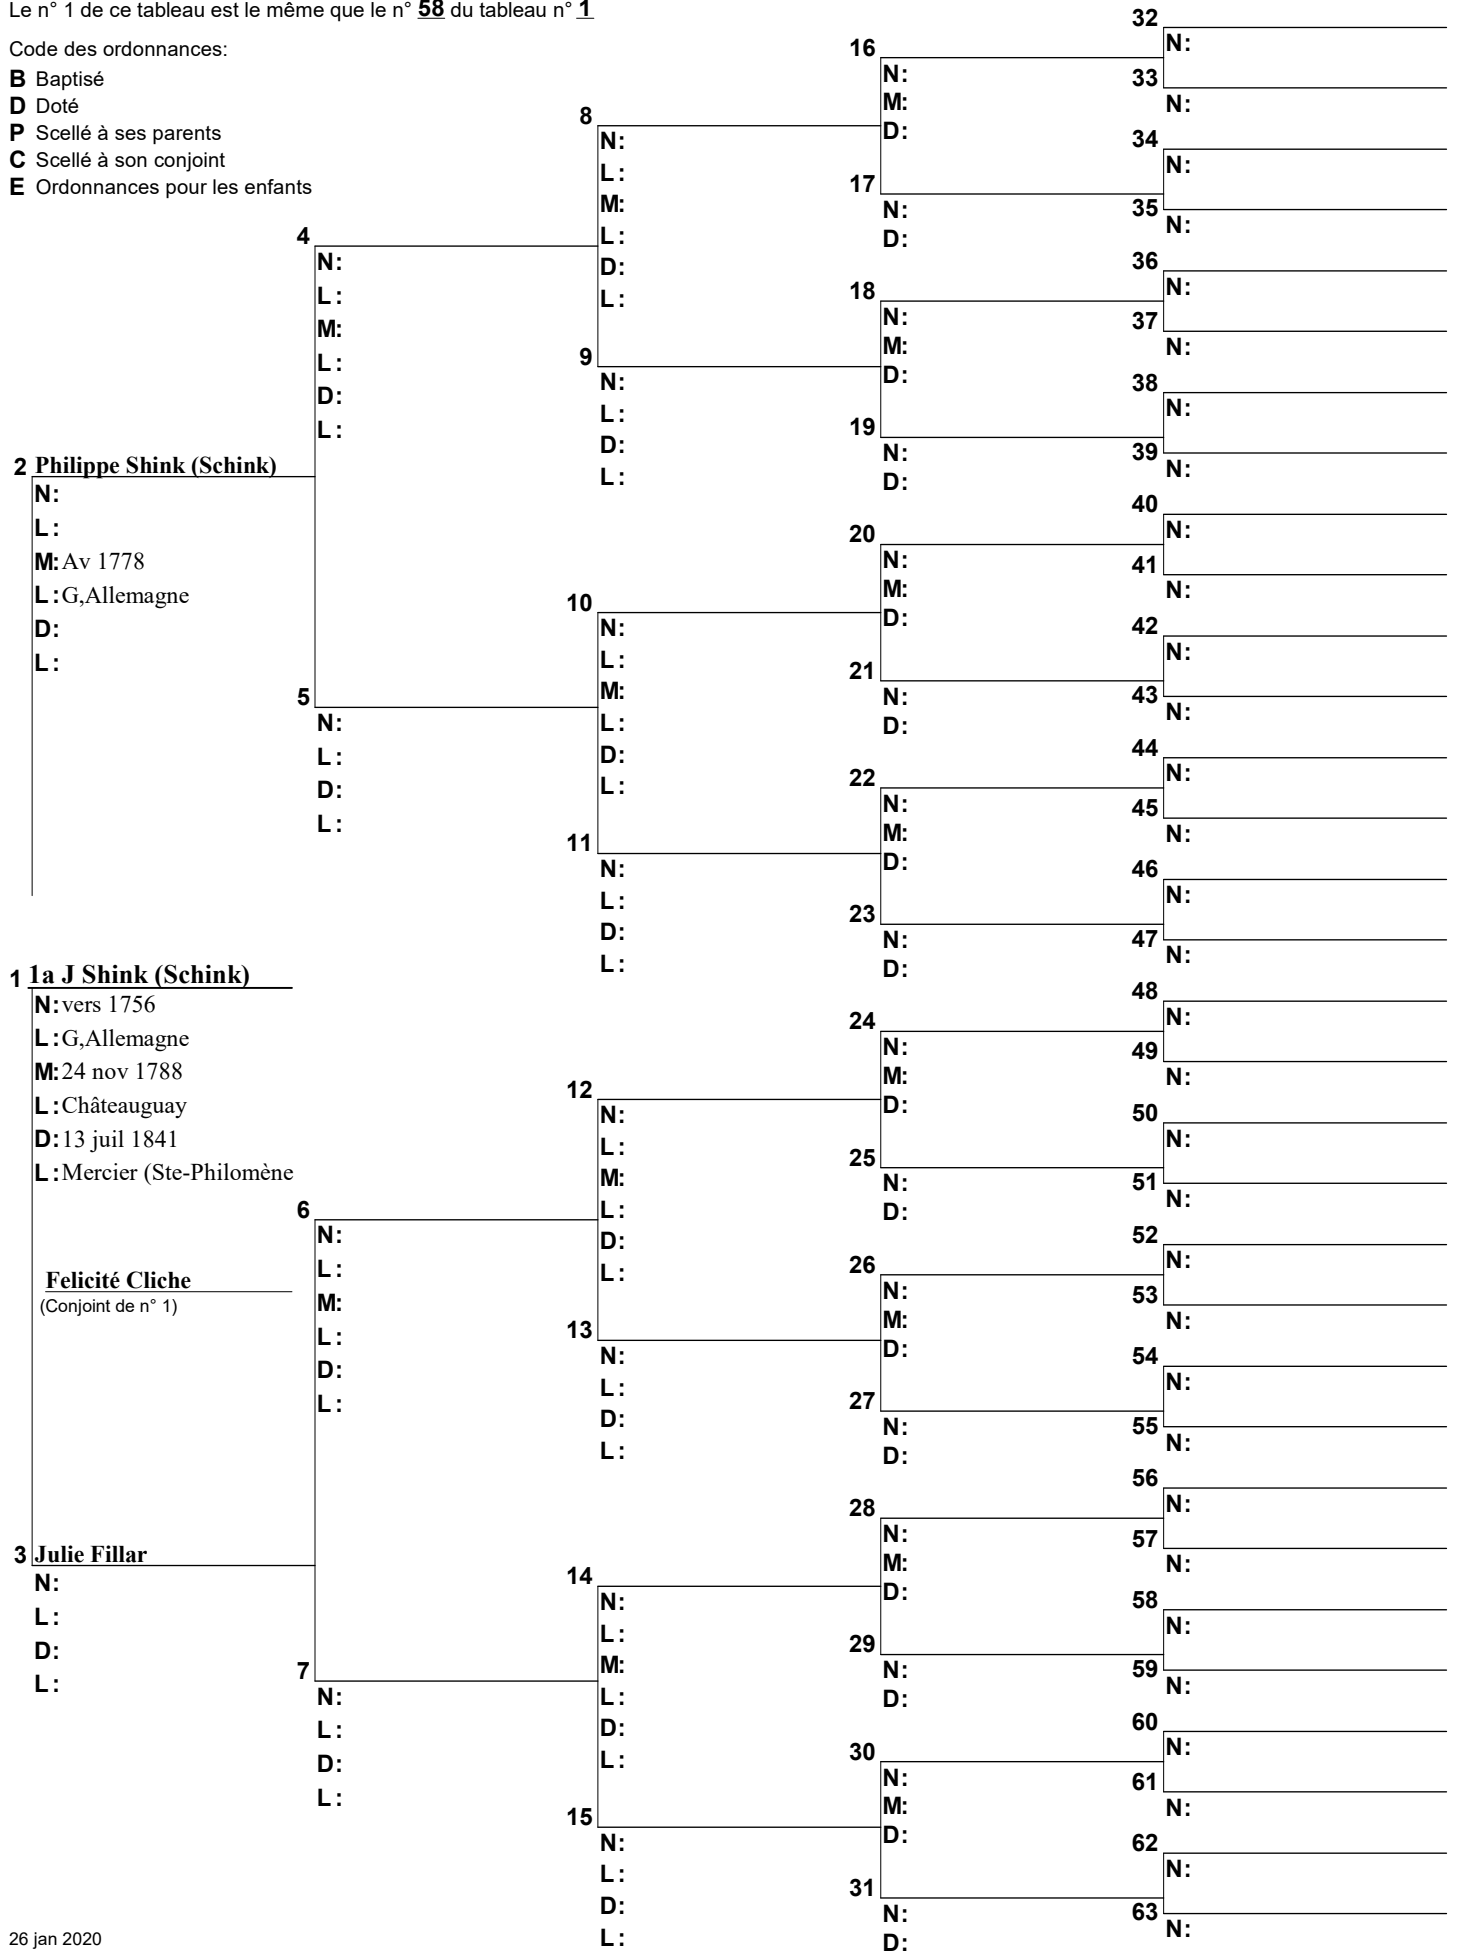 Le n° 1 de ce tableau est le même que le n° 58 du tableau n° 1
Code des ordonnances:
B Baptisé
D Doté
P Scellé à ses parents
C Scellé à son conjoint
E Ordonnances pour les enfants
2 Philippe Shink (Schink)
N:
L:
M: Av 1778
L: G,Allemagne
D:
L:
1 1a J Shink (Schink)
N: vers 1756
L: G,Allemagne
M: 24 nov 1788
L: Châteauguay
D: 13 juil 1841
L: Mercier (Ste-Philomène
Felicité Cliche
(Conjoint de n° 1)
3 Julie Fillar
N:
L:
D:
L:
4
N:
L:
M:
L:
D:
L:
5
N:
L:
D:
L:
6
N:
L:
M:
L:
D:
L:
7
N:
L:
D:
L:
8
N:
L:
M:
L:
D:
L:
9
N:
L:
D:
L:
10
N:
L:
M:
L:
D:
L:
11
N:
L:
D:
L:
12
N:
L:
M:
L:
D:
L:
13
N:
L:
D:
L:
14
N:
L:
M:
L:
D:
L:
15
N:
L:
D:
L:
16
N:
M:
D:
17
N:
D:
18
N:
M:
D:
19
N:
D:
20
N:
M:
D:
21
N:
D:
22
N:
M:
D:
23
N:
D:
24
N:
M:
D:
25
N:
D:
26
N:
M:
D:
27
N:
D:
28
N:
M:
D:
29
N:
D:
30
N:
M:
D:
31
N:
D:
32
N:
33
N:
34
N:
35
N:
36
N:
37
N:
38
N:
39
N:
40
N:
41
N:
42
N:
43
N:
44
N:
45
N:
46
N:
47
N:
48
N:
49
N:
50
N:
51
N:
52
N:
53
N:
54
N:
55
N:
56
N:
57
N:
58
N:
59
N:
60
N:
61
N:
62
N:
63
N:
26 jan 2020